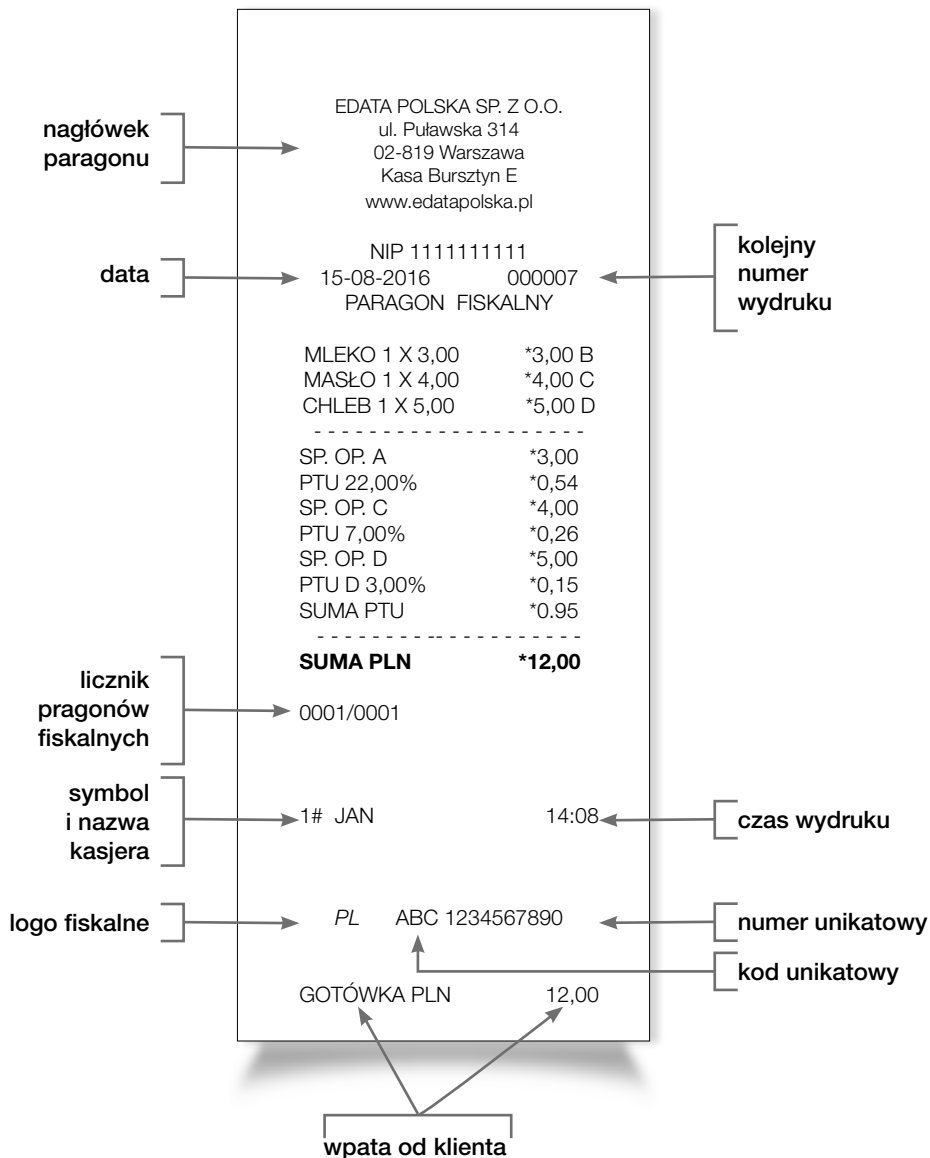 EDATA POLSKA SP. Z O.O.
ul. Puławska 314
02-819 Warszawa
Kasa Bursztyn E
www.edatapolska.pl
nagłówek
paragonu
NIP 1111111111
data
15-08-2016 000007
kolejny
numer
wydruku
PARAGON FISKALNY
MLEKO 1 X 3,00 *3,00 B
MASŁO 1 X 4,00 *4,00 C
CHLEB 1 X 5,00 *5,00 D
- - - - - - - - - - - - - - - - - - - -
SP. OP. A *3,00
PTU 22,00% *0,54
SP. OP. C *4,00
PTU 7,00% *0,26
SP. OP. D *5,00
PTU D 3,00% *0,15
SUMA PTU *0.95
- - - - - - - - -- - - - - - - - - - - -
SUMA PLN *12,00
licznik
pragonów
fiskalnych
0001/0001
symbol
i nazwa
kasjera
1# JAN 14:08
czas wydruku
logo fiskalne
PL ABC 1234567890
numer unikatowy
kod unikatowy
GOTÓWKA PLN 12,00
wpata od klienta